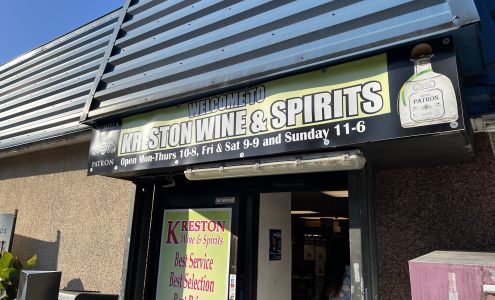 WELCOME TO
KRESTON WINE & SPIRITS
Open Mon-Thurs 10-8, Fri & Sat 9-9 and Sunday 11-6
PATRÓN
PATRÓN
KRESTON
Wine & Spirits
Best Service
Best Selection
Best